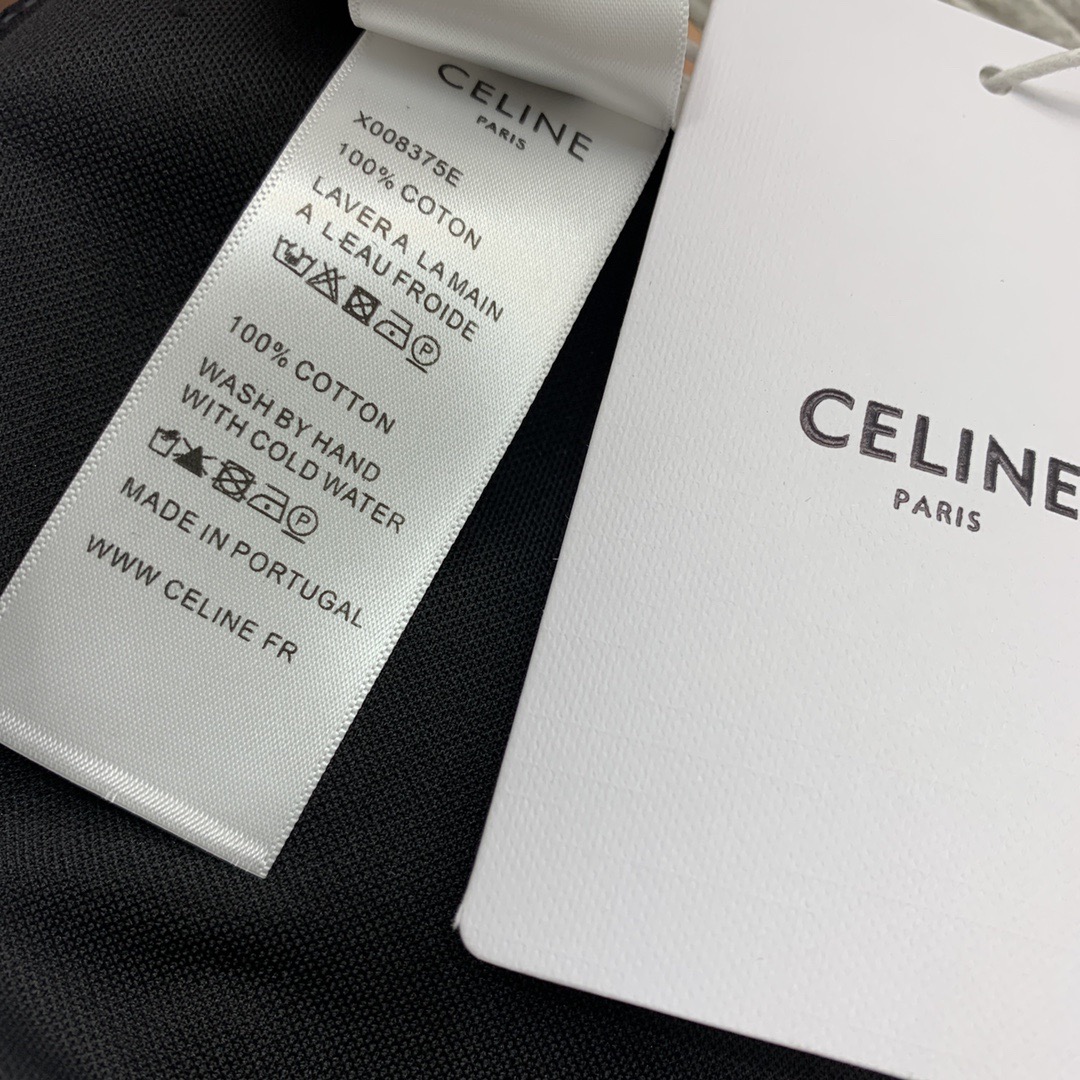 CELINE
PARIS
X008375E
100% COTON
LAVER A LA MAIN
A L EAU FROIDE
P
100% COTTON
WASH BY HAND
WITH COLD WATER
P
MADE IN PORTUGAL
WWW CELINE FR
CELINE
PARIS